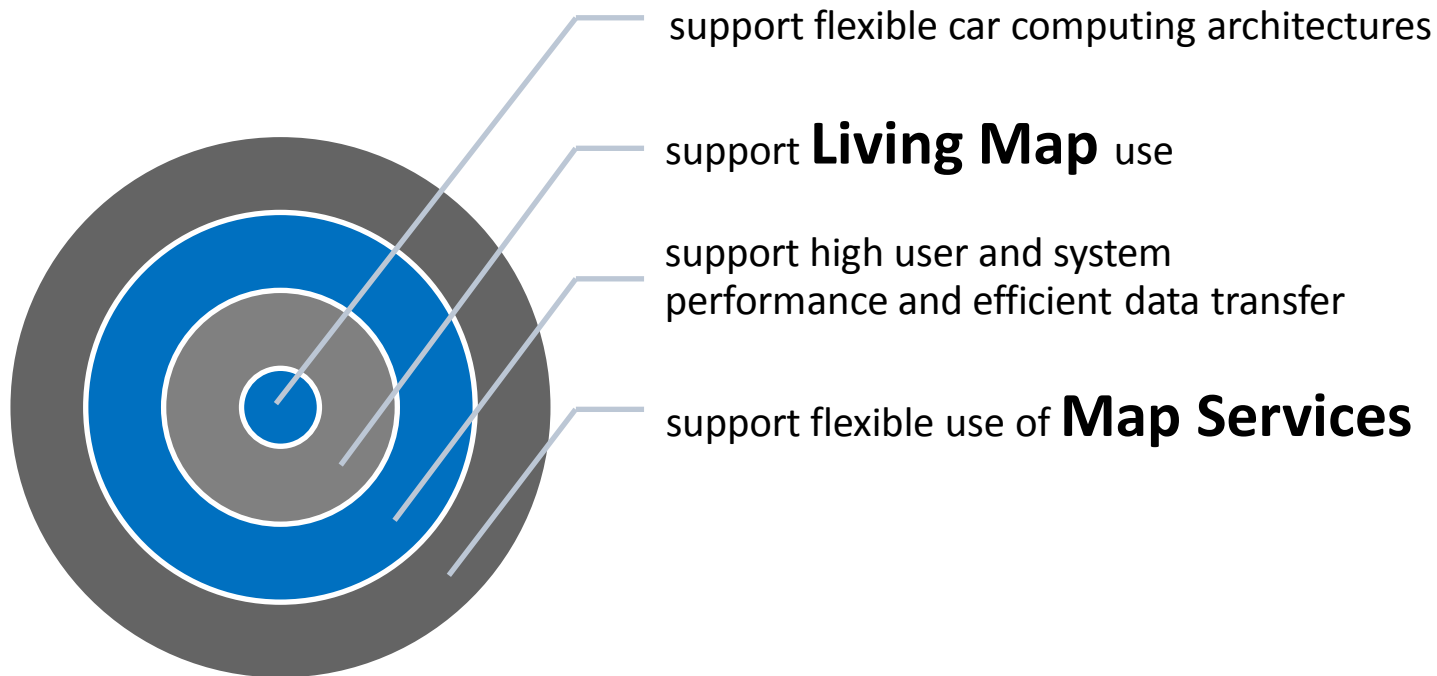 support flexible car computing architectures
support Living Map use
support high user and system
performance and efficient data transfer
support flexible use of Map Services